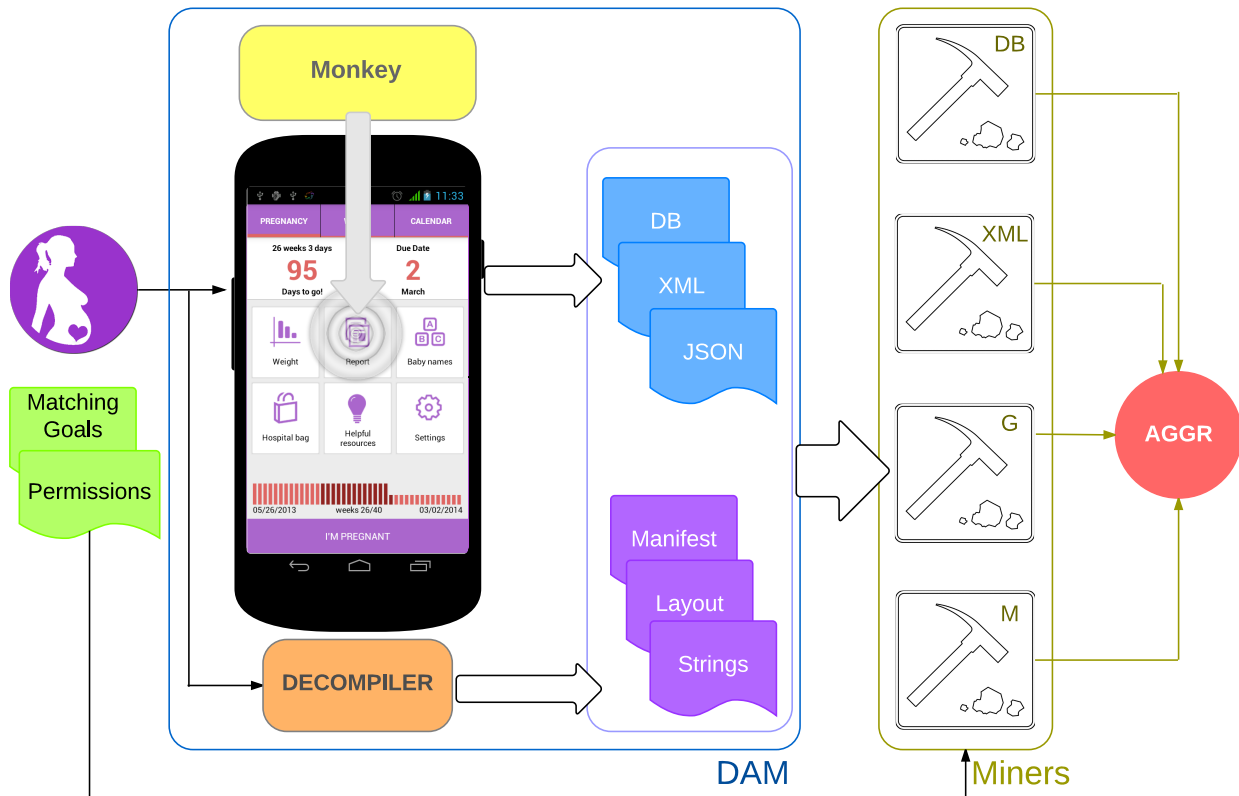 Monkey
11:33
PREGNANCY
CALENDAR
26 weeks 3 days
Due Date
95
2
Days to go!
March
Weight
Report
Baby names
A
B C
Hospital bag
Helpful
resources
Settings
05/26/2013 weeks 26/40 03/02/2014
I'M PREGNANT
DECOMPILER
Matching
Goals
Permissions
DB
XML
JSON
Manifest
Layout
Strings
DAM
DB
XML
G
M
Miners
AGGR